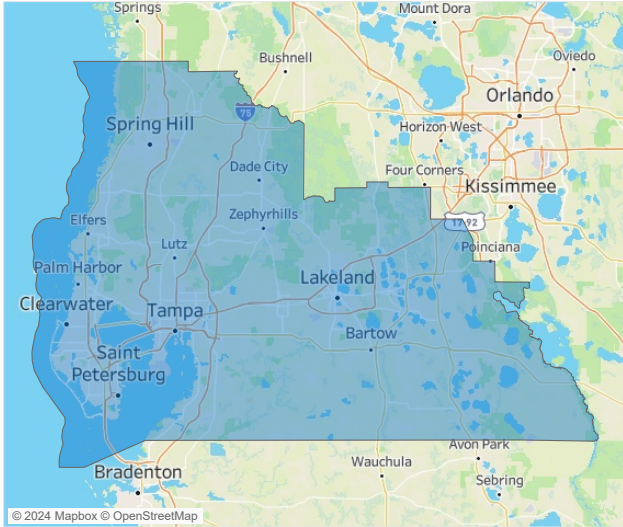 Springs
Mount Dora
Bushnell
Oviedo
Orlando
75
Spring Hill
Horizon West
Dade City
Four Corners
Kissimmee
Zephyrhills
Elfers
17-92
Lutz
Poinciana
Palm Harbor
Lakeland
Clearwater
Tampa
Bartow
Saint
Petersburg
Avon Park
Wauchula
Bradenton
Sebring
© 2024 Mapbox © OpenStreetMap